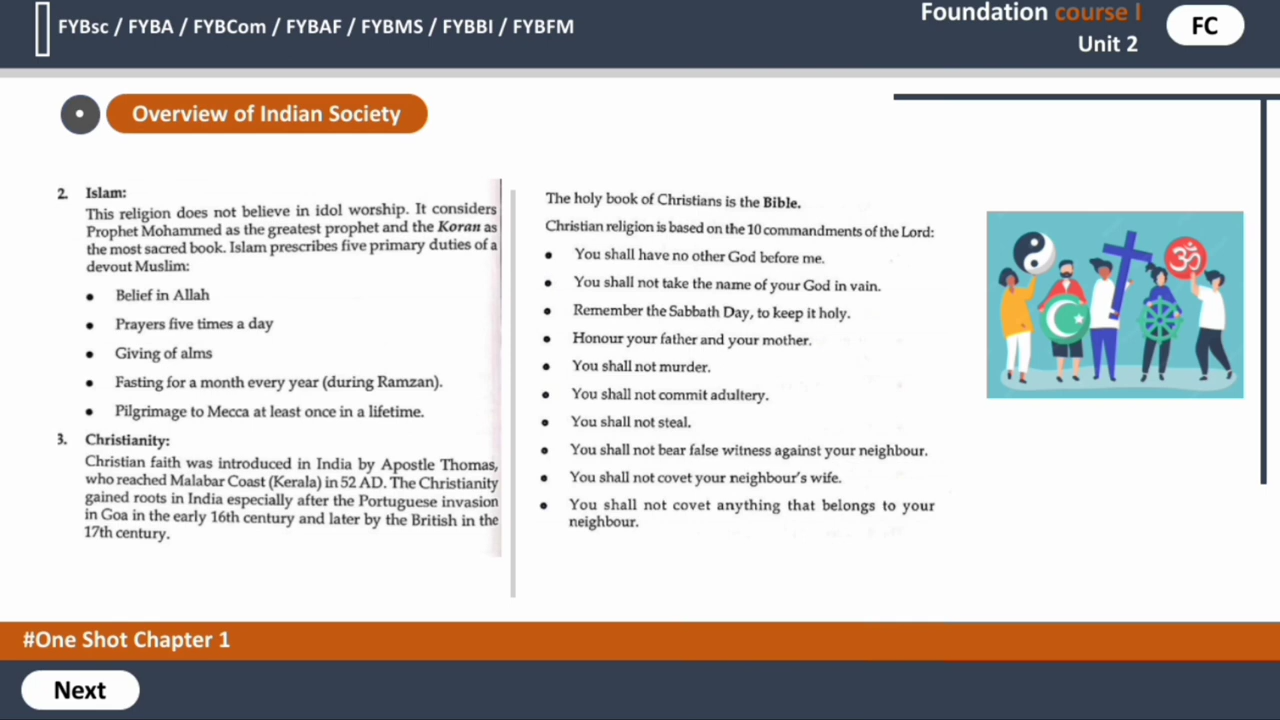 FYBsc / FYBA / FYBCom / FYBAF / FYBMS / FYBBI / FYBFM
Foundation course I
Unit 2
FC
Overview of Indian Society
2. Islam:
This religion does not believe in idol worship. It considers
Prophet Mohammed as the greatest prophet and the Koran as
the most sacred book. Islam prescribes five primary duties of a
devout Muslim:
• Belief in Allah
• Prayers five times a day
• Giving of alms
• Fasting for a month every year (during Ramzan).
• Pilgrimage to Mecca at least once in a lifetime.
3. Christianity:
Christian faith was introduced in India by Apostle Thomas,
who reached Malabar Coast (Kerala) in 52 AD. The Christianity
gained roots in India especially after the Portuguese invasion
in Goa in the early 16th century and later by the British in the
17th century.
The holy book of Christians is the Bible.
Christian religion is based on the 10 commandments of the Lord:
• You shall have no other God before me.
• You shall not take the name of your God in vain.
• Remember the Sabbath Day, to keep it holy.
• Honour your father and your mother.
• You shall not murder.
• You shall not commit adultery.
• You shall not steal.
• You shall not bear false witness against your neighbour.
• You shall not covet your neighbour's wife.
• You shall not covet anything that belongs to your
neighbour.
ॐ
#One Shot Chapter 1
Next